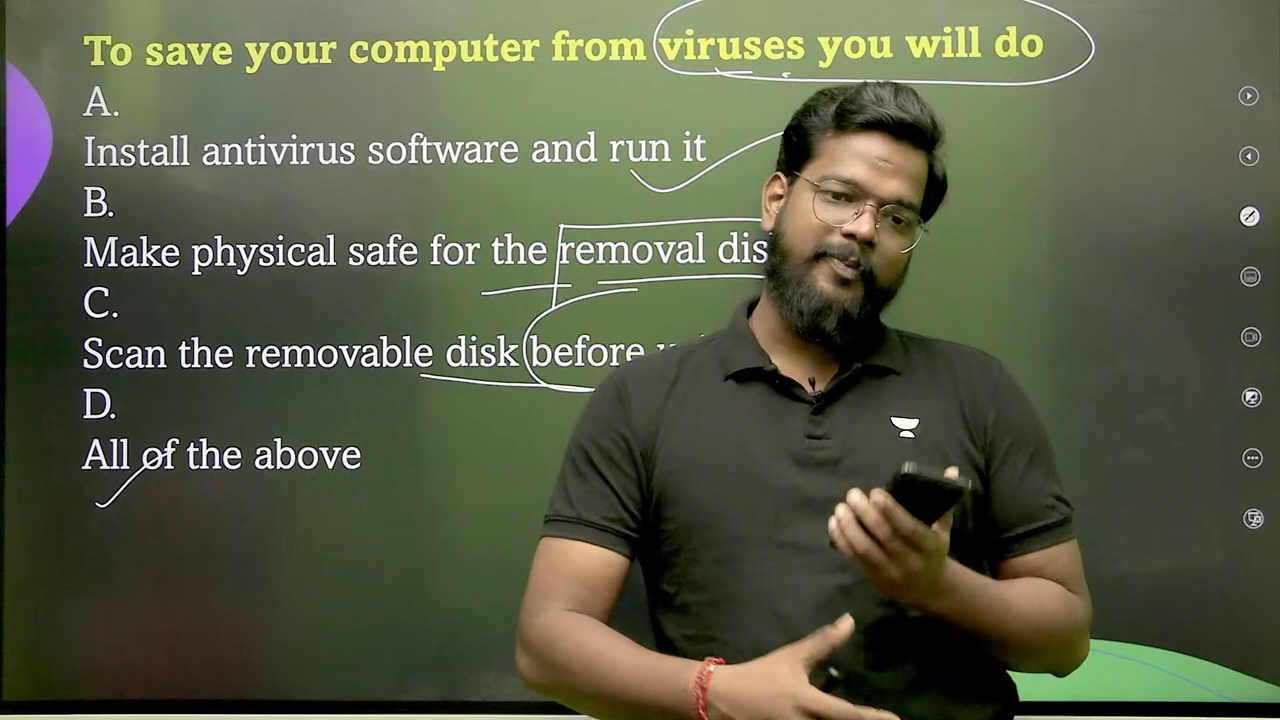 To save your computer from viruses you will do
A.
Install antivirus software and run it
B.
Make physical safe for the removal
C.
Scan the removable disk before
D.
All of the above